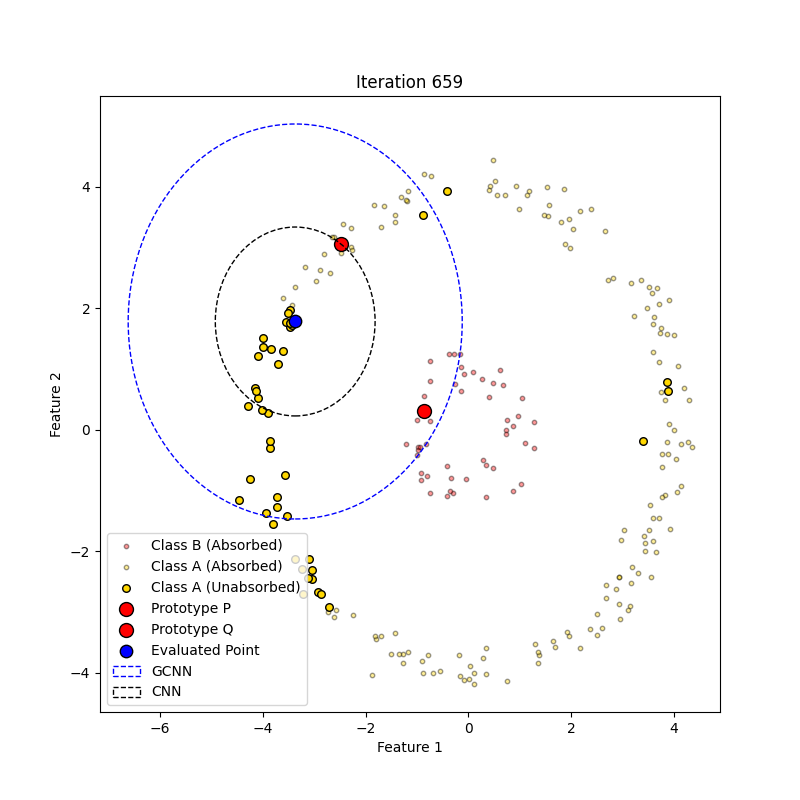 Iteration 659
Feature 2
4
2
0
−2
−4
Class B (Absorbed)
Class A (Absorbed)
Class A (Unabsorbed)
Prototype P
Prototype Q
Evaluated Point
GCNN
CNN
−6
−4
−2
0
2
4
Feature 1